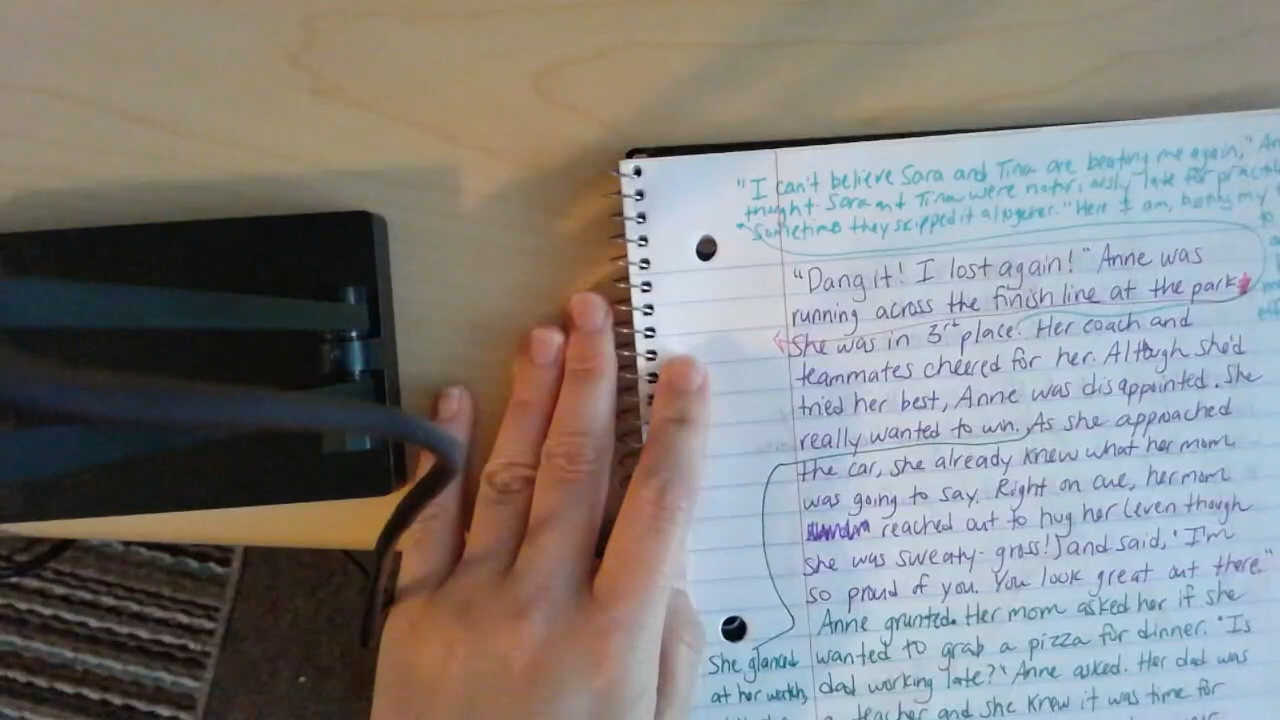 "I can't believe Sara and Tina are beating me again," An
thought. Sara and Tina were notoriously late for practi
Sometimes they skipped it altogether. "Here I am, busting my
"Dang it! I lost again!" Anne was
running across the finish line at the park.
She was in 3rd place. Her coach and
teammates cheered for her. Although she'd
tried her best, Anne was disappointed. She
really wanted to win. As she approached
the car, she already knew what her mom
was going to say. Right on cue, her mom
reached out to hug her (even though
she was sweaty - gross!) and said, "I'm
so proud of you. You look great out there."
Anne grunted. Her mom asked her if she
wanted to grab a pizza for dinner. "Is
dad working late?" Anne asked. Her dad was
teacher and she knew it was time for
She glanced
at her watch,